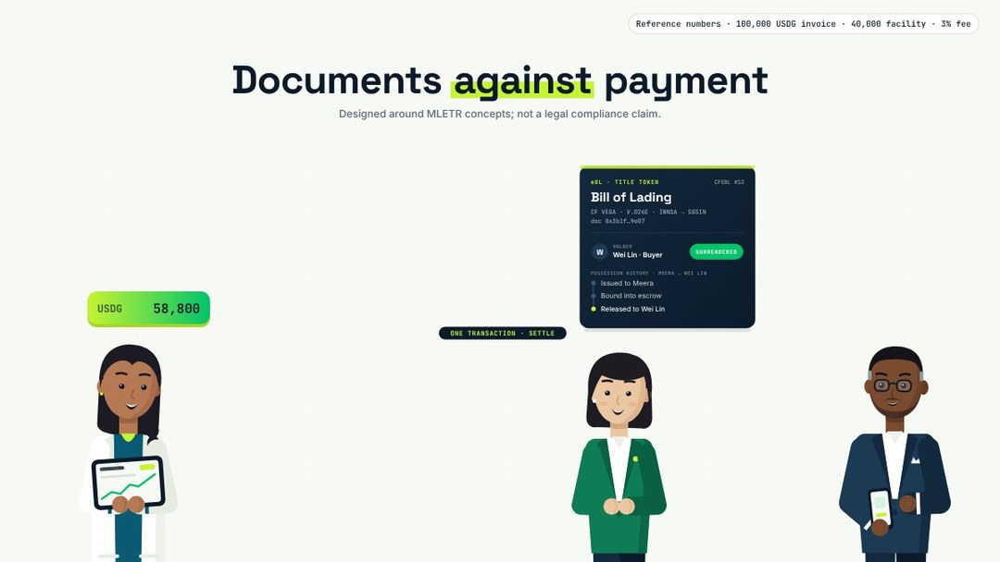 Reference numbers · 100,000 USDG invoice · 40,000 facility · 3% fee
Documents against payment
Designed around MLETR concepts; not a legal compliance claim.
eBL · TITLE TOKEN
CFEBL #12
Bill of Lading
CF VEGA · V.026E · INNSA → SGSIN
doc 0x3b1f…9e07
W
HOLDER
Wei Lin · Buyer
SURRENDERED
POSSESSION HISTORY · MEERA → WEI LIN
Issued to Meera
Bound into escrow
Released to Wei Lin
USDG 58,800
ONE TRANSACTION · SETTLE